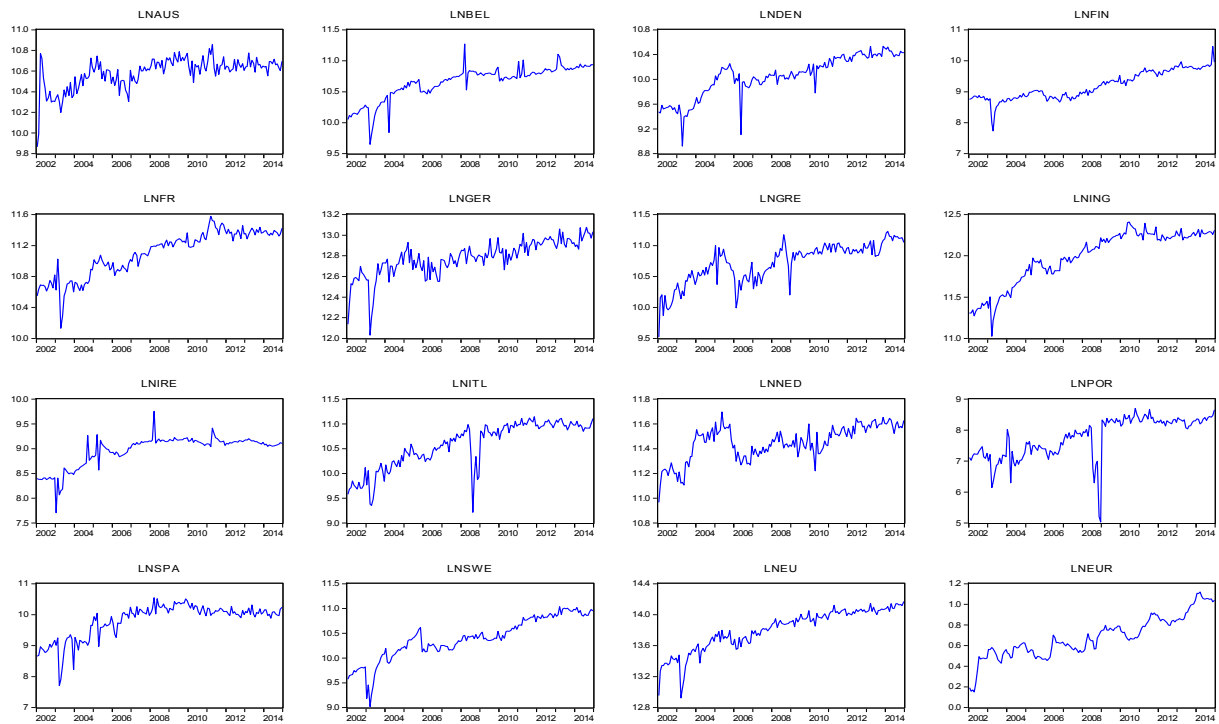 LNAUS
11.0
10.8
10.6
10.4
10.2
10.0
9.8
2002 2004 2006 2008 2010 2012 2014
LNBEL
11.5
11.0
10.5
10.0
9.5
2002 2004 2006 2008 2010 2012 2014
LNDEN
10.8
10.4
10.0
9.6
9.2
8.8
2002 2004 2006 2008 2010 2012 2014
LNFIN
11
10
9
8
7
2002 2004 2006 2008 2010 2012 2014
LNFR
11.6
11.2
10.8
10.4
10.0
2002 2004 2006 2008 2010 2012 2014
LNGER
13.2
13.0
12.8
12.6
12.4
12.2
12.0
2002 2004 2006 2008 2010 2012 2014
LNGRE
11.5
11.0
10.5
10.0
9.5
2002 2004 2006 2008 2010 2012 2014
LNING
12.5
12.0
11.5
11.0
2002 2004 2006 2008 2010 2012 2014
LNIRE
10.0
9.5
9.0
8.5
8.0
7.5
2002 2004 2006 2008 2010 2012 2014
LNITL
11.5
11.0
10.5
10.0
9.5
9.0
2002 2004 2006 2008 2010 2012 2014
LNNED
11.8
11.6
11.4
11.2
11.0
10.8
2002 2004 2006 2008 2010 2012 2014
LNPOR
9
8
7
6
5
2002 2004 2006 2008 2010 2012 2014
LNSPA
11
10
9
8
7
2002 2004 2006 2008 2010 2012 2014
LNSWE
11.5
11.0
10.5
10.0
9.5
9.0
2002 2004 2006 2008 2010 2012 2014
LNEU
14.4
14.0
13.6
13.2
12.8
2002 2004 2006 2008 2010 2012 2014
LNEUR
1.2
1.0
0.8
0.6
0.4
0.2
0.0
2002 2004 2006 2008 2010 2012 2014